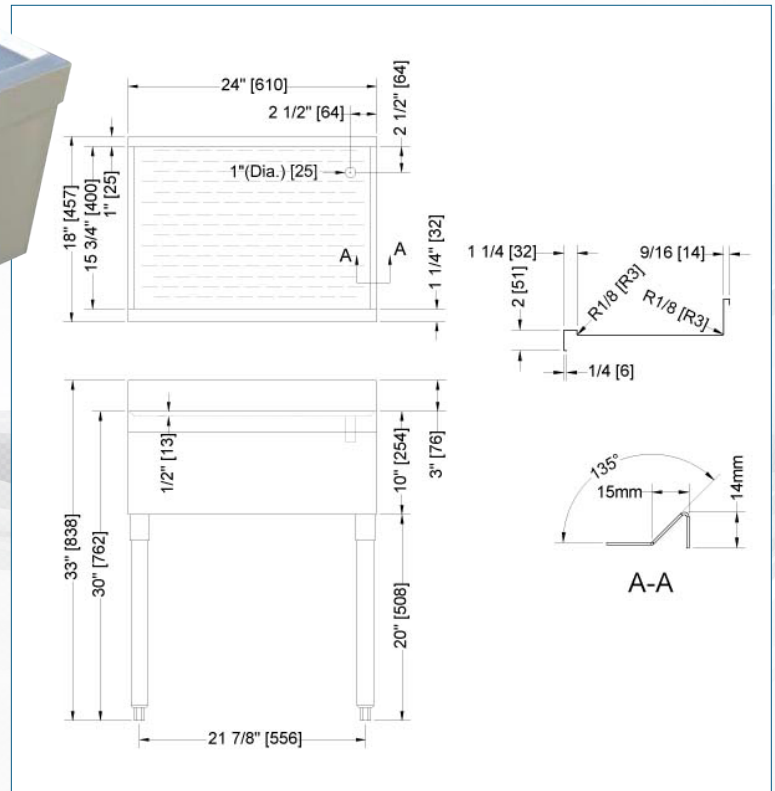 24" [610]
2 1/2" [64]
2 1/2" [64]
1"(Dia.) [25]
18" [457]
15 3/4" [400]
1" [25]
A A
1 1/4" [32]
1 1/4 [32]
9/16 [14]
2 [51]
R1/8 [R3]
R1/8 [R3]
1/4 [6]
33" [838]
30" [762]
1/2" [13]
10" [254]
3" [76]
20" [508]
21 7/8" [556]
135°
15mm
14mm
A-A